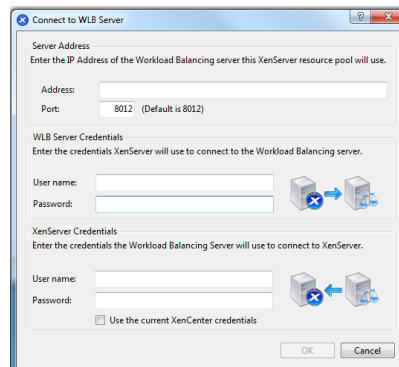 Connect to WLB Server
Server Address
Enter the IP Address of the Workload Balancing server this XenServer resource pool will use.
Address:
Port: 8012 (Default is 8012)
WLB Server Credentials
Enter the credentials XenServer will use to connect to the Workload Balancing server.
User name:
Password:
XenServer Credentials
Enter the credentials the Workload Balancing Server will use to connect to XenServer.
User name:
Password:
Use the current XenCenter credentials
OK Cancel